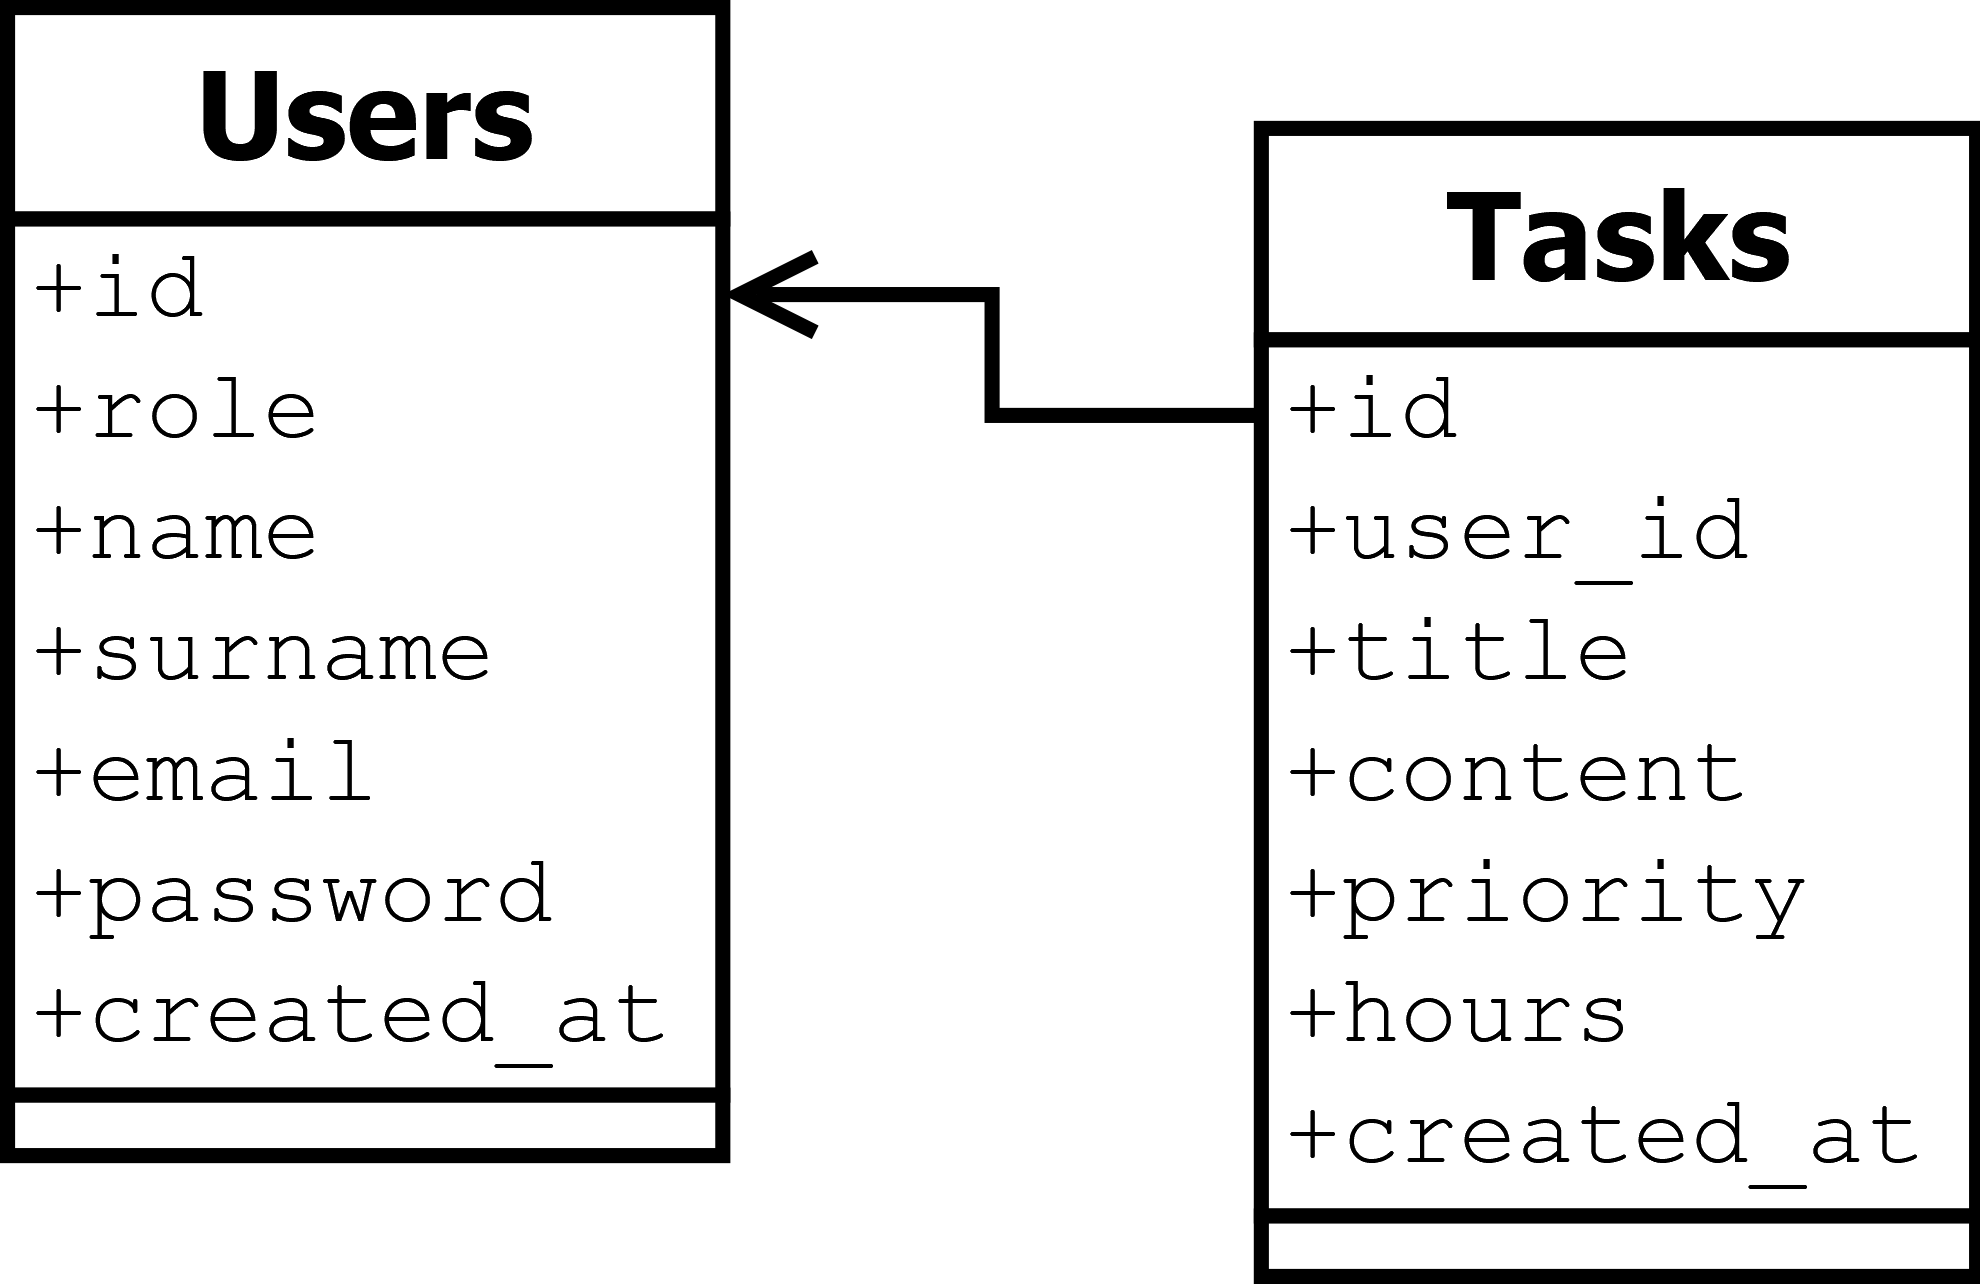 Users
+id
+role
+name
+surname
+email
+password
+created_at
Tasks
+id
+user_id
+title
+content
+priority
+hours
+created_at